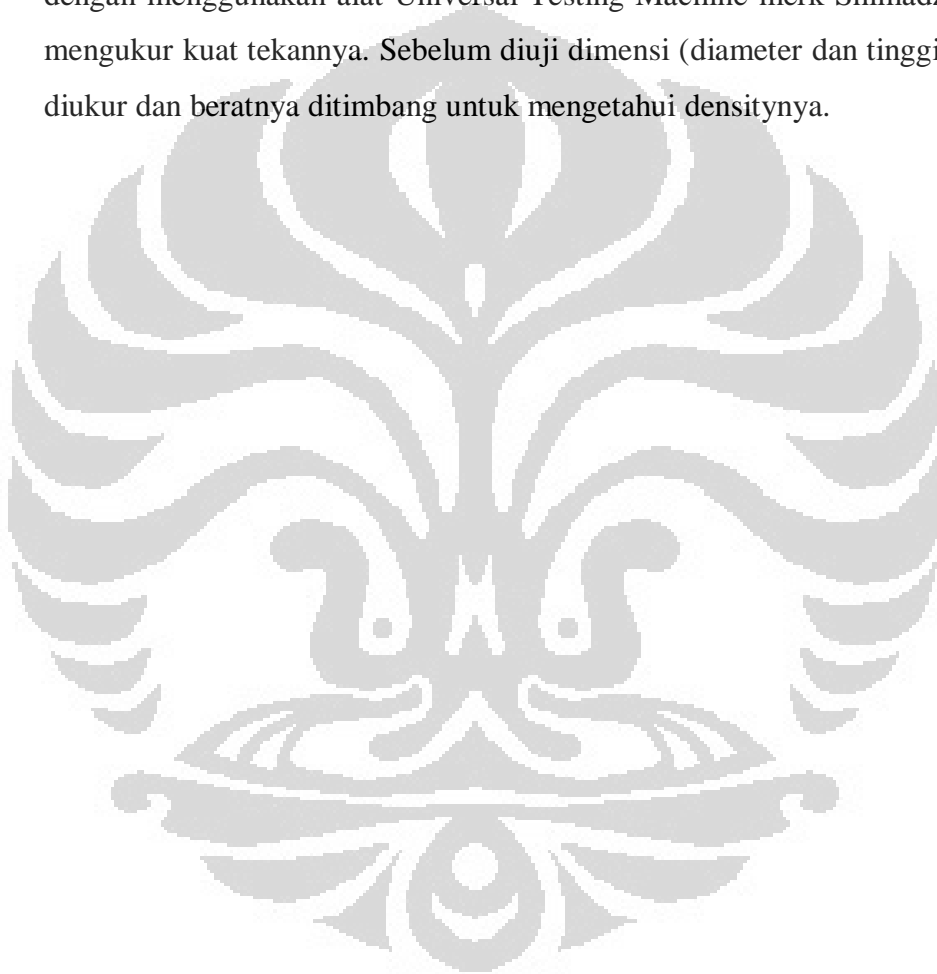 dengan menggunakan alat Universal Testing Machine merk
mengukur kuat tekannya. Sebelum diuji dimensi (diameter dan tinggi
diukur dan beratnya ditimbang untuk mengetahui densitynya.